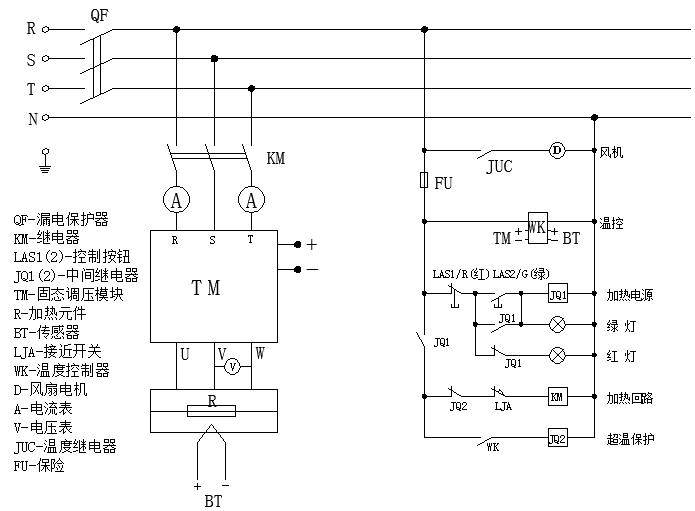 QF
R
S
T
N
KM
A
A
R S T
TM
+
−
U V W
V
R
+ −
BT
QF-漏电保护器
KM-继电器
LAS1(2)-控制按钮
JQ1(2)-中间继电器
TM-固态调压模块
R-加热元件
BT-传感器
LJA-接近开关
WK-温度控制器
D-风扇电机
A-电流表
V-电压表
JUC-温度继电器
FU-保险
JUC
D
风机
FU
WK
温控
TM + − + − BT
LAS1/R(红) LAS2/G(绿)
JQ1
加热电源
JQ1
绿 灯
JQ1
JQ1
红 灯
JQ2
LJA
KM
加热回路
WK
JQ2
超温保护